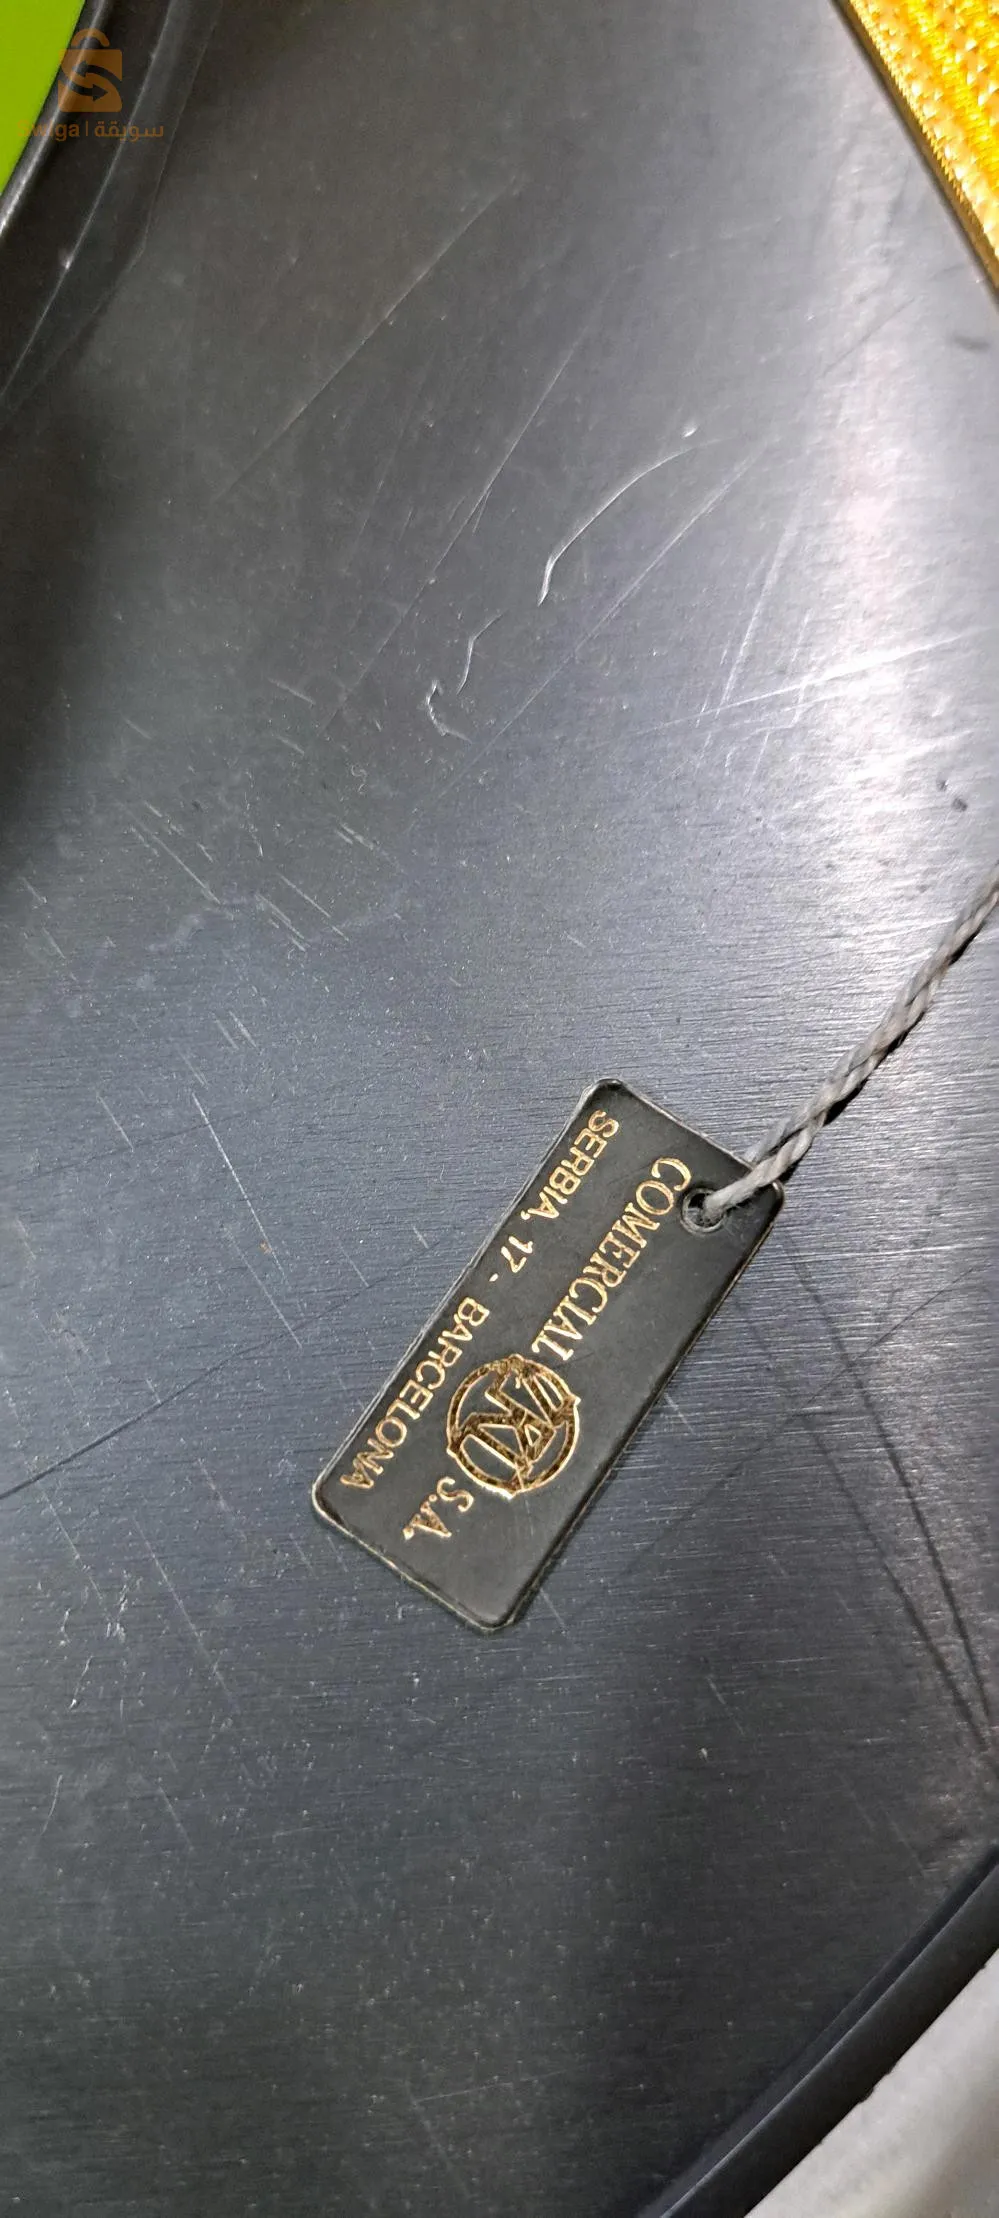 سويقة | Swiga
COMERCIAL S.A.
SERBIA, 17 - BARCELONA